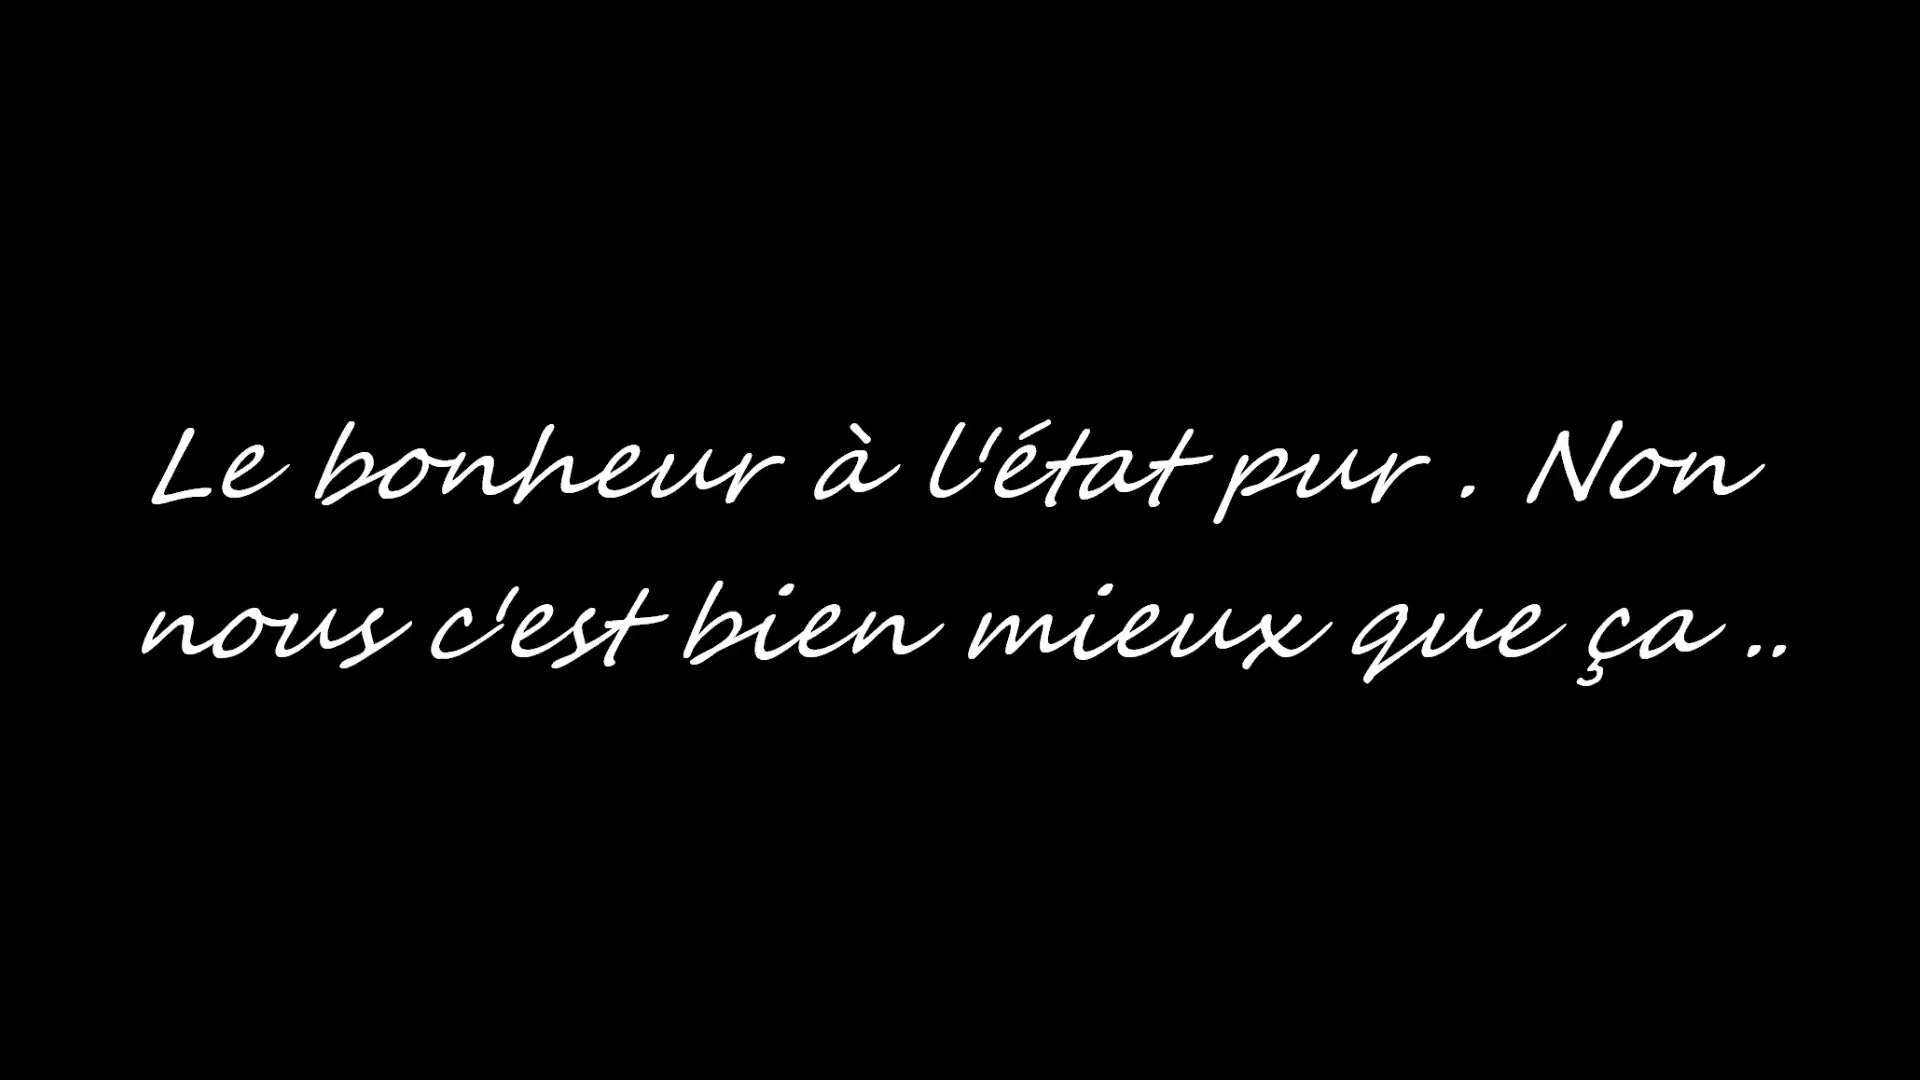 Le bonheur à l'état pur . Non
nous c'est bien mieux que ça ..